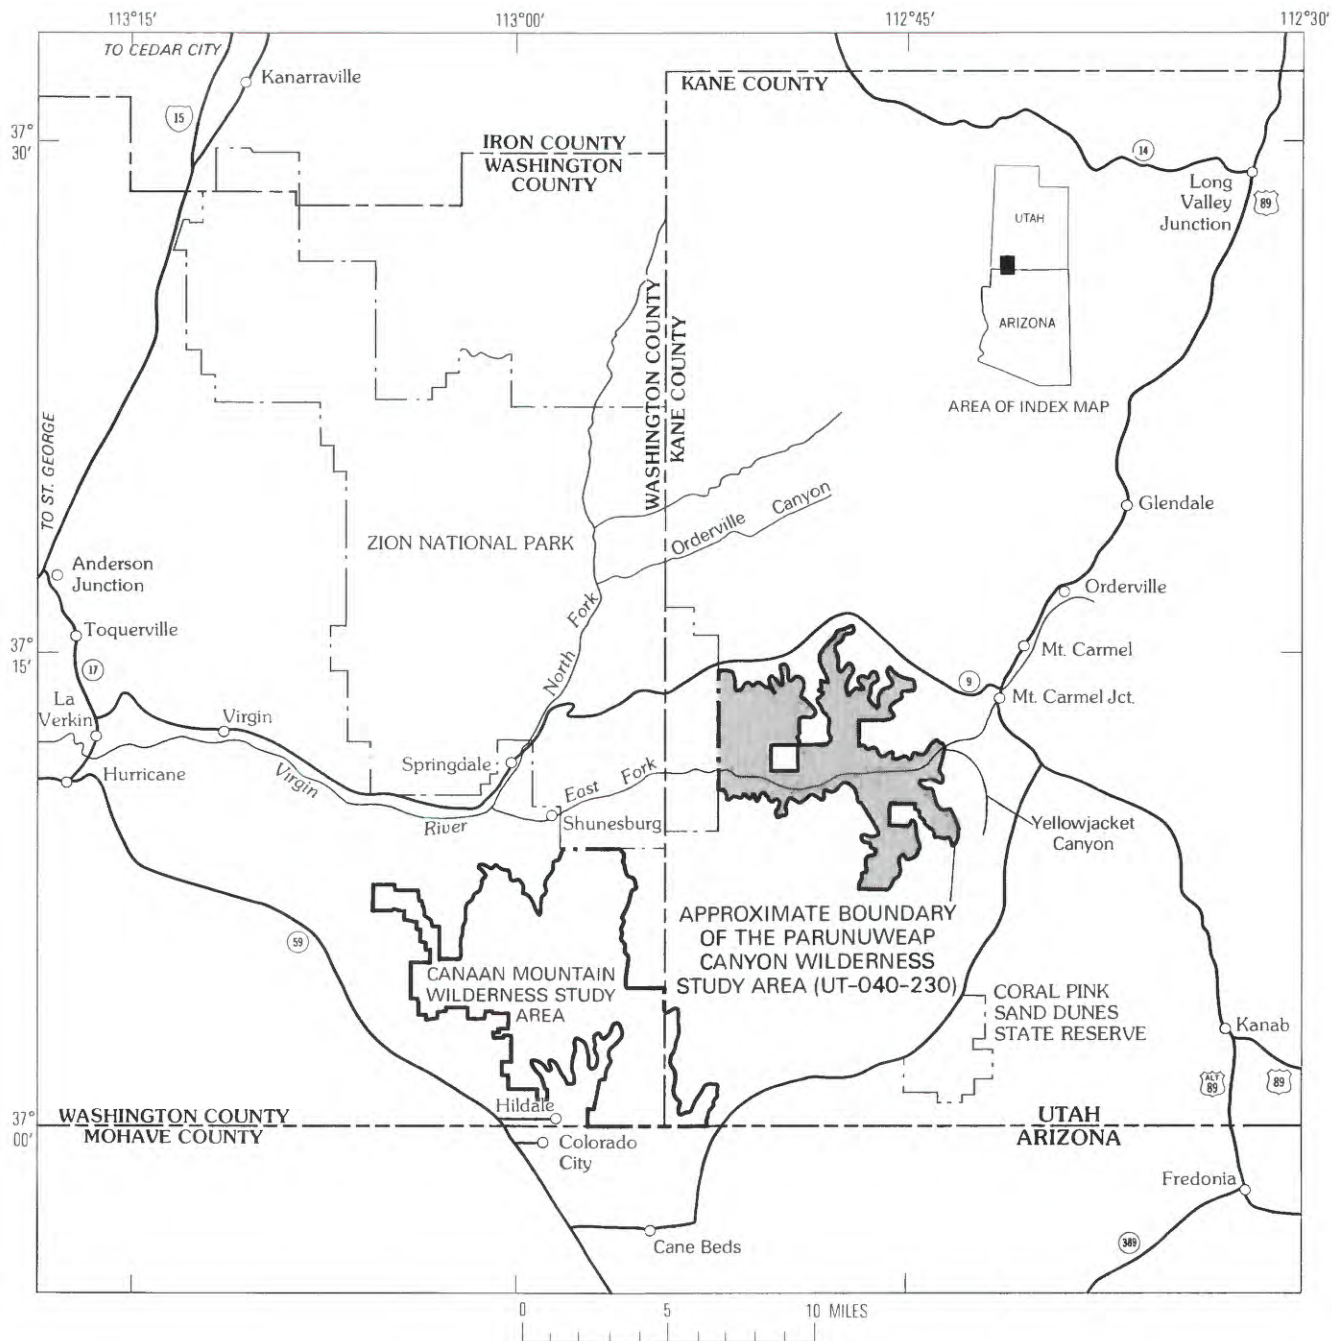 113°15'
113°00'
112°45'
112°30'
TO CEDAR CITY
Kanarraville
KANE COUNTY
15
37°
30'
IRON COUNTY
WASHINGTON
COUNTY
14
Long
Valley
Junction
89
UTAH
ARIZONA
AREA OF INDEX MAP
WASHINGTON COUNTY
KANE COUNTY
TO ST. GEORGE
Orderville Canyon
Glendale
ZION NATIONAL PARK
Anderson
Junction
Orderville
Toquerville
North Fork
37°
15'
Mt. Carmel
17
9
Mt. Carmel Jct.
La
Verkin
Virgin
Springdale
Hurricane
Virgin River
East Fork
Shunesburg
Yellowjacket
Canyon
59
APPROXIMATE BOUNDARY
OF THE PARUNUWEAP
CANYON WILDERNESS
STUDY AREA (UT-040-230)
CANAAN MOUNTAIN
WILDERNESS STUDY
AREA
CORAL PINK
SAND DUNES
STATE RESERVE
Kanab
ALT
89
89
Hildale
37°
00'
WASHINGTON COUNTY
MOHAVE COUNTY
UTAH
ARIZONA
Colorado
City
Fredonia
Cane Beds
389
0 5 10 MILES